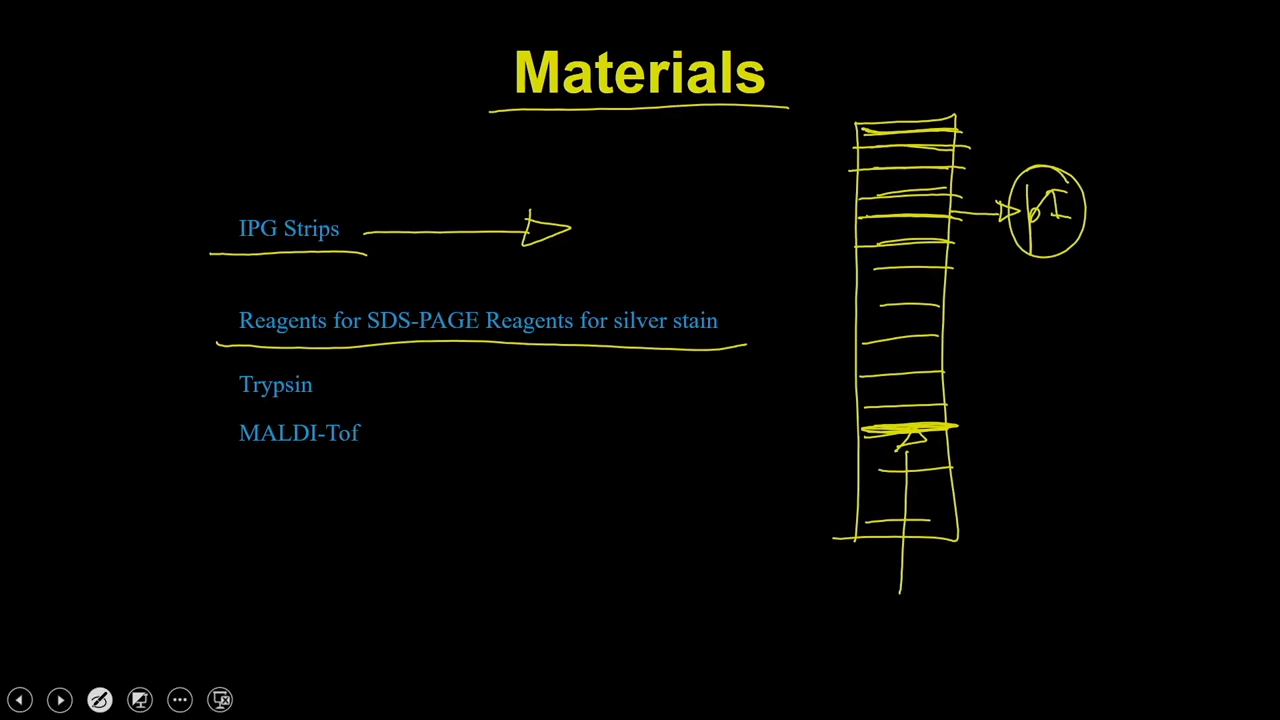 Materials
IPG Strips
pI
Reagents for SDS-PAGE Reagents for silver stain
Trypsin
MALDI-Tof